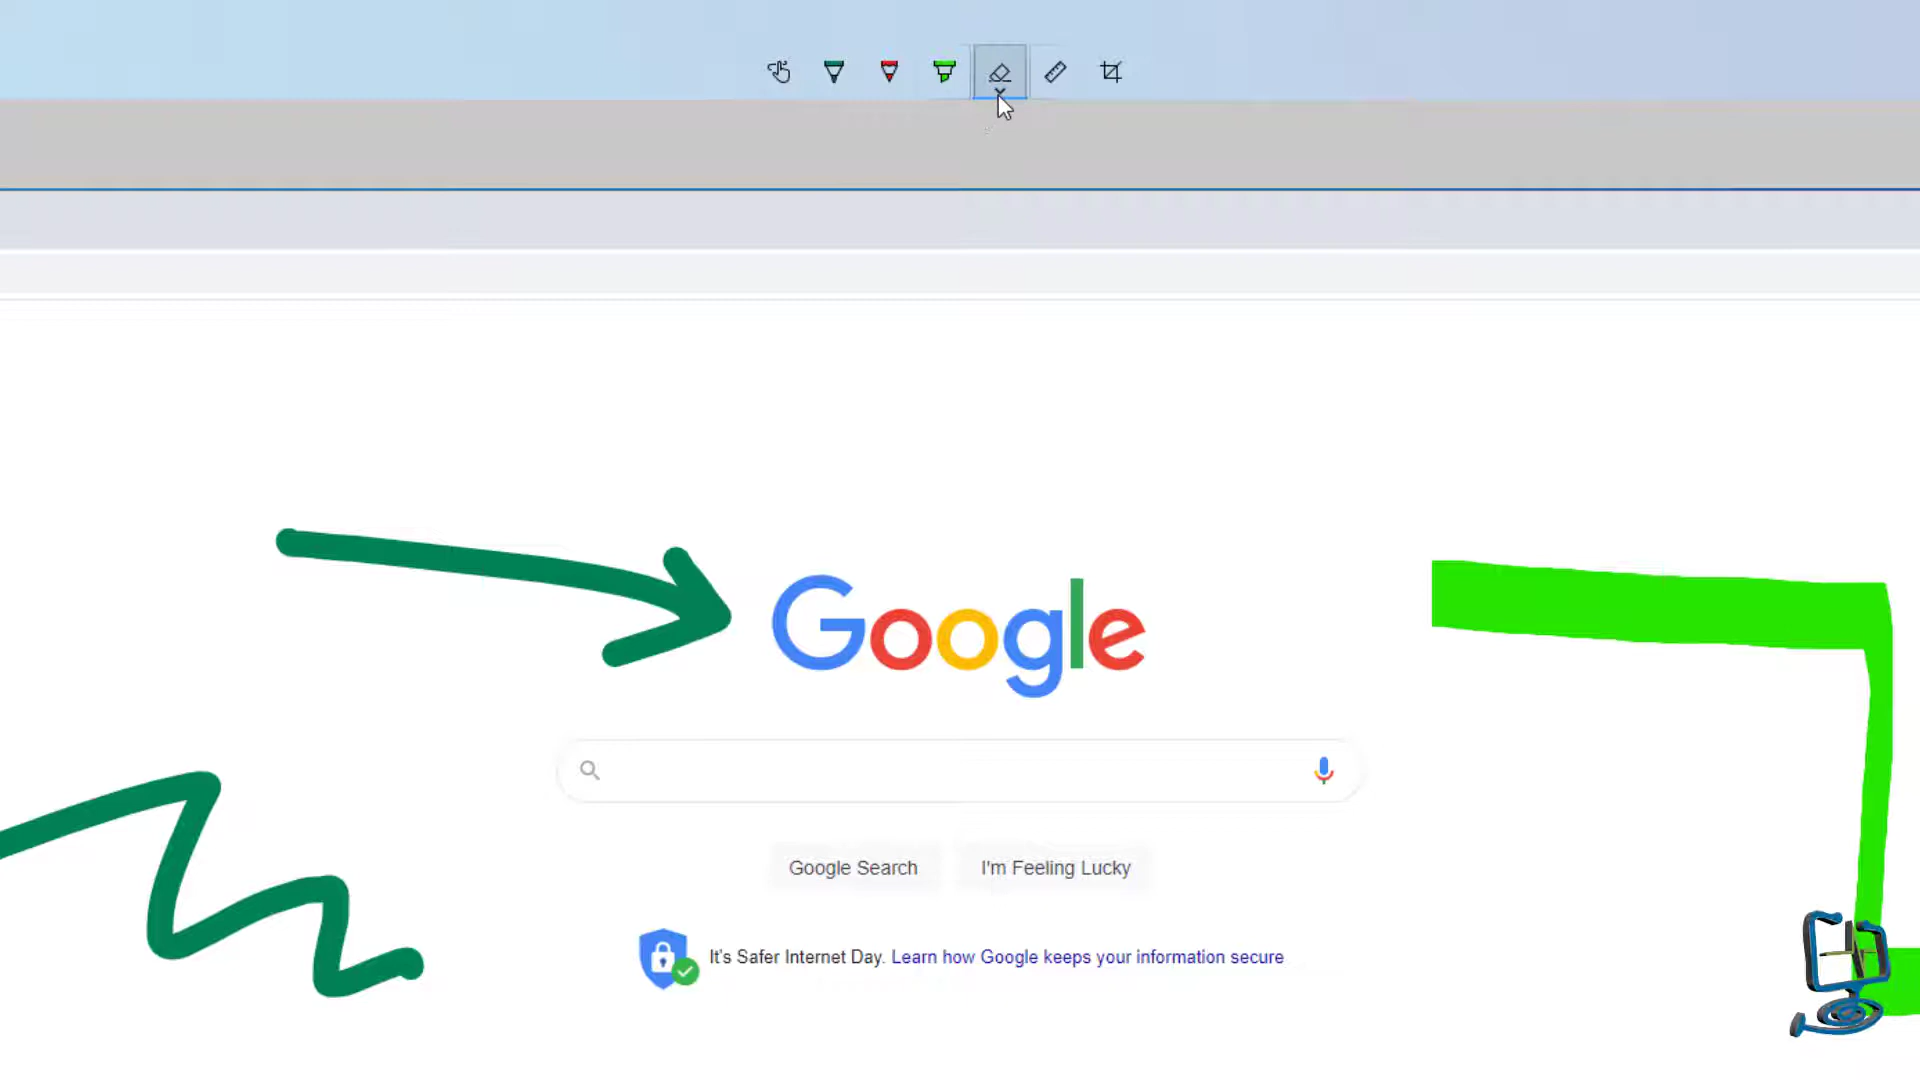 Google
Google Search
I'm Feeling Lucky
It's Safer Internet Day. Learn how Google keeps your information secure